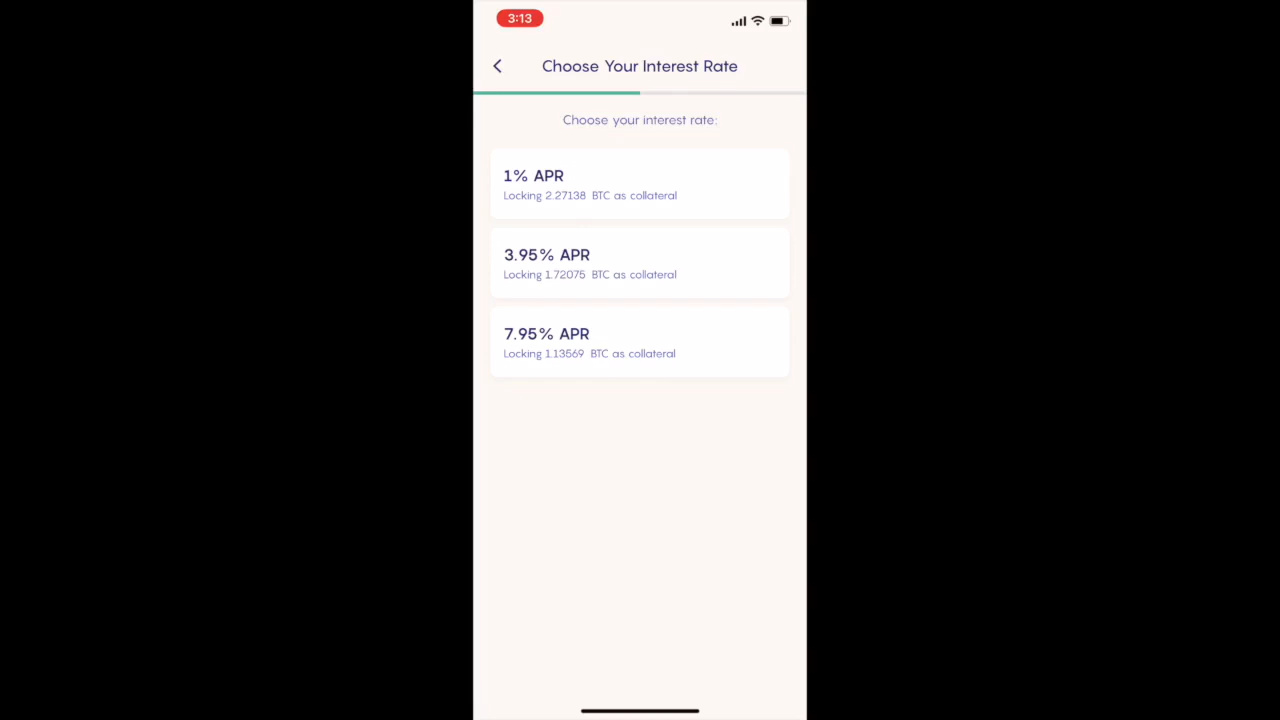 3:13
Choose Your Interest Rate
Choose your interest rate:
1% APR
Locking 2.27138 BTC as collateral
3.95% APR
Locking 1.72075 BTC as collateral
7.95% APR
Locking 1.13569 BTC as collateral